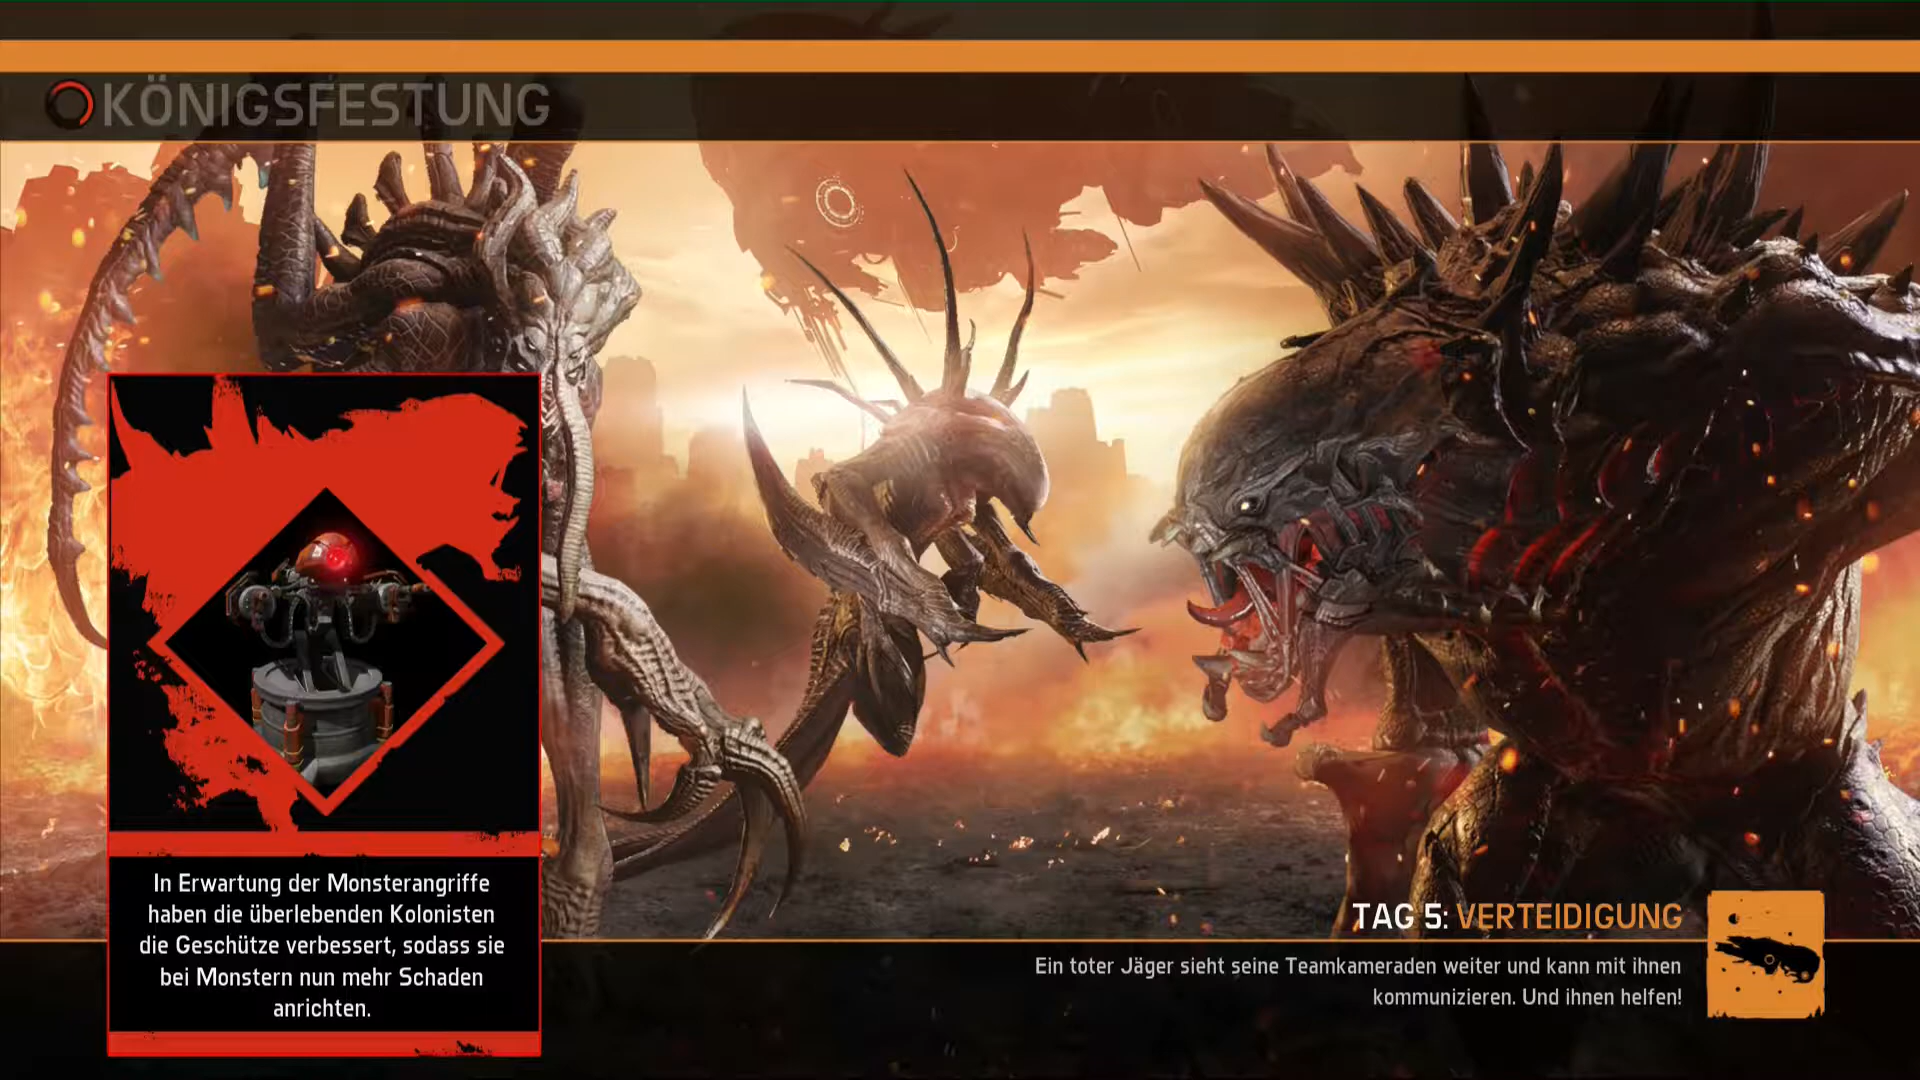 KÖNIGSFESTUNG
In Erwartung der Monsterangriffe
haben die überlebenden Kolonisten
die Geschütze verbessert, sodass sie
bei Monstern nun mehr Schaden
anrichten.
TAG 5: VERTEIDIGUNG
Ein toter Jäger sieht seine Teamkameraden weiter und kann mit ihnen
kommunizieren. Und ihnen helfen!